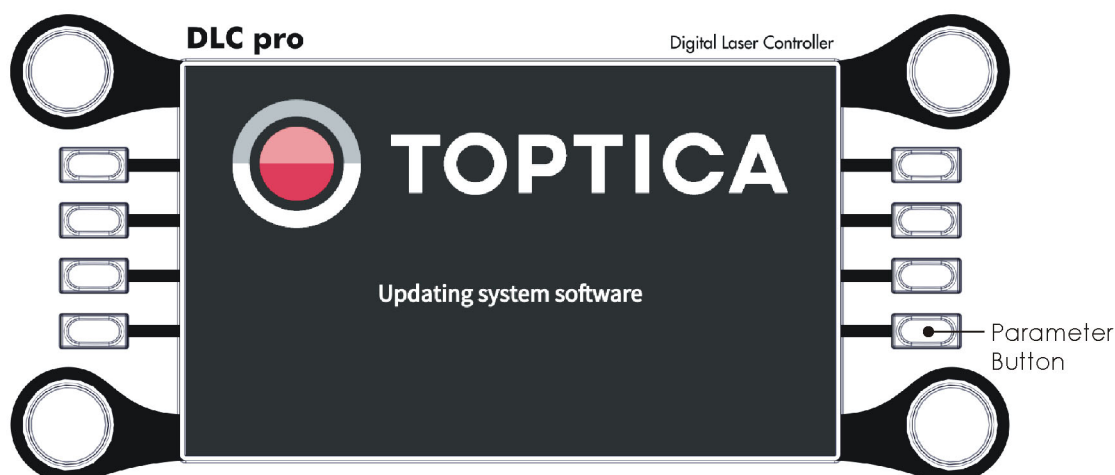 DLC pro
Digital Laser Controller
TOPTICA
Updating system software
Parameter
Button